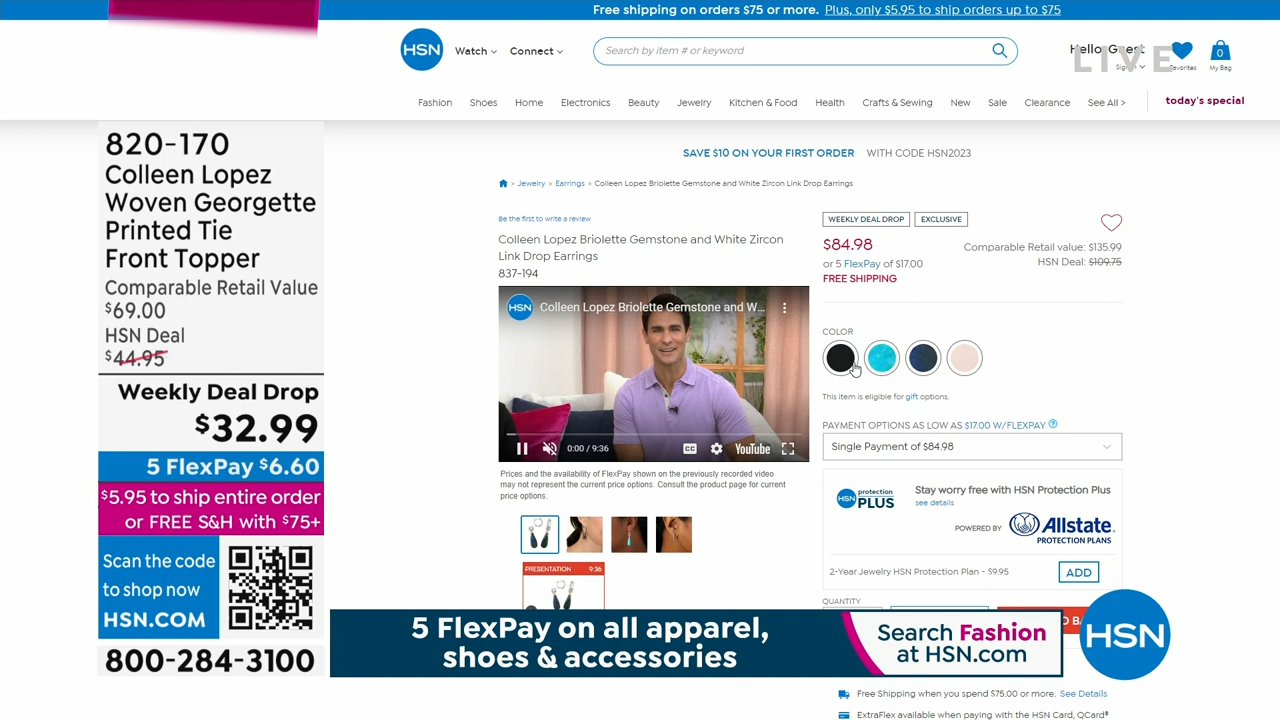 Free shipping on orders $75 or more. Plus, only $5.95 to ship orders up to $75
HSN
Watch
Connect
Search by item # or keyword
Hello, Guest
LIVE
Favorites
0
My Bag
Fashion Shoes Home Electronics Beauty Jewelry Kitchen & Food Health Crafts & Sewing New Sale Clearance See All > today's special
820-170
Colleen Lopez
Woven Georgette
Printed Tie
Front Topper
Comparable Retail Value
$69.00
HSN Deal
$44.95
Weekly Deal Drop
$32.99
5 FlexPay $6.60
$5.95 to ship entire order
or FREE S&H with $75+
Scan the code
to shop now
HSN.COM
800-284-3100
SAVE $10 ON YOUR FIRST ORDER WITH CODE HSN2023
> Jewelry > Earrings > Colleen Lopez Briolette Gemstone and White Zircon Link Drop Earrings
Be the first to write a review
Colleen Lopez Briolette Gemstone and White Zircon
Link Drop Earrings
837-194
HSN Colleen Lopez Briolette Gemstone and W...
0:00 / 9:36
CC
YouTube
Prices and the availability of FlexPay shown on the previously recorded video
may not represent the current price options. Consult the product page for current
price options.
PRESENTATION 9:36
WEEKLY DEAL DROP EXCLUSIVE
$84.98
Comparable Retail value: $135.99
or 5 FlexPay of $17.00
HSN Deal: $109.75
FREE SHIPPING
COLOR
This item is eligible for gift options.
PAYMENT OPTIONS AS LOW AS $17.00 W/FLEXPAY
Single Payment of $84.98
HSN protection PLUS
Stay worry free with HSN Protection Plus
see details
POWERED BY Allstate.
PROTECTION PLANS
2-Year Jewelry HSN Protection Plan - $9.95
ADD
QUANTITY
5 FlexPay on all apparel,
shoes & accessories
Search Fashion
at HSN.com
HSN
Free Shipping when you spend $75.00 or more. See Details
ExtraFlex available when paying with the HSN Card, QCard®